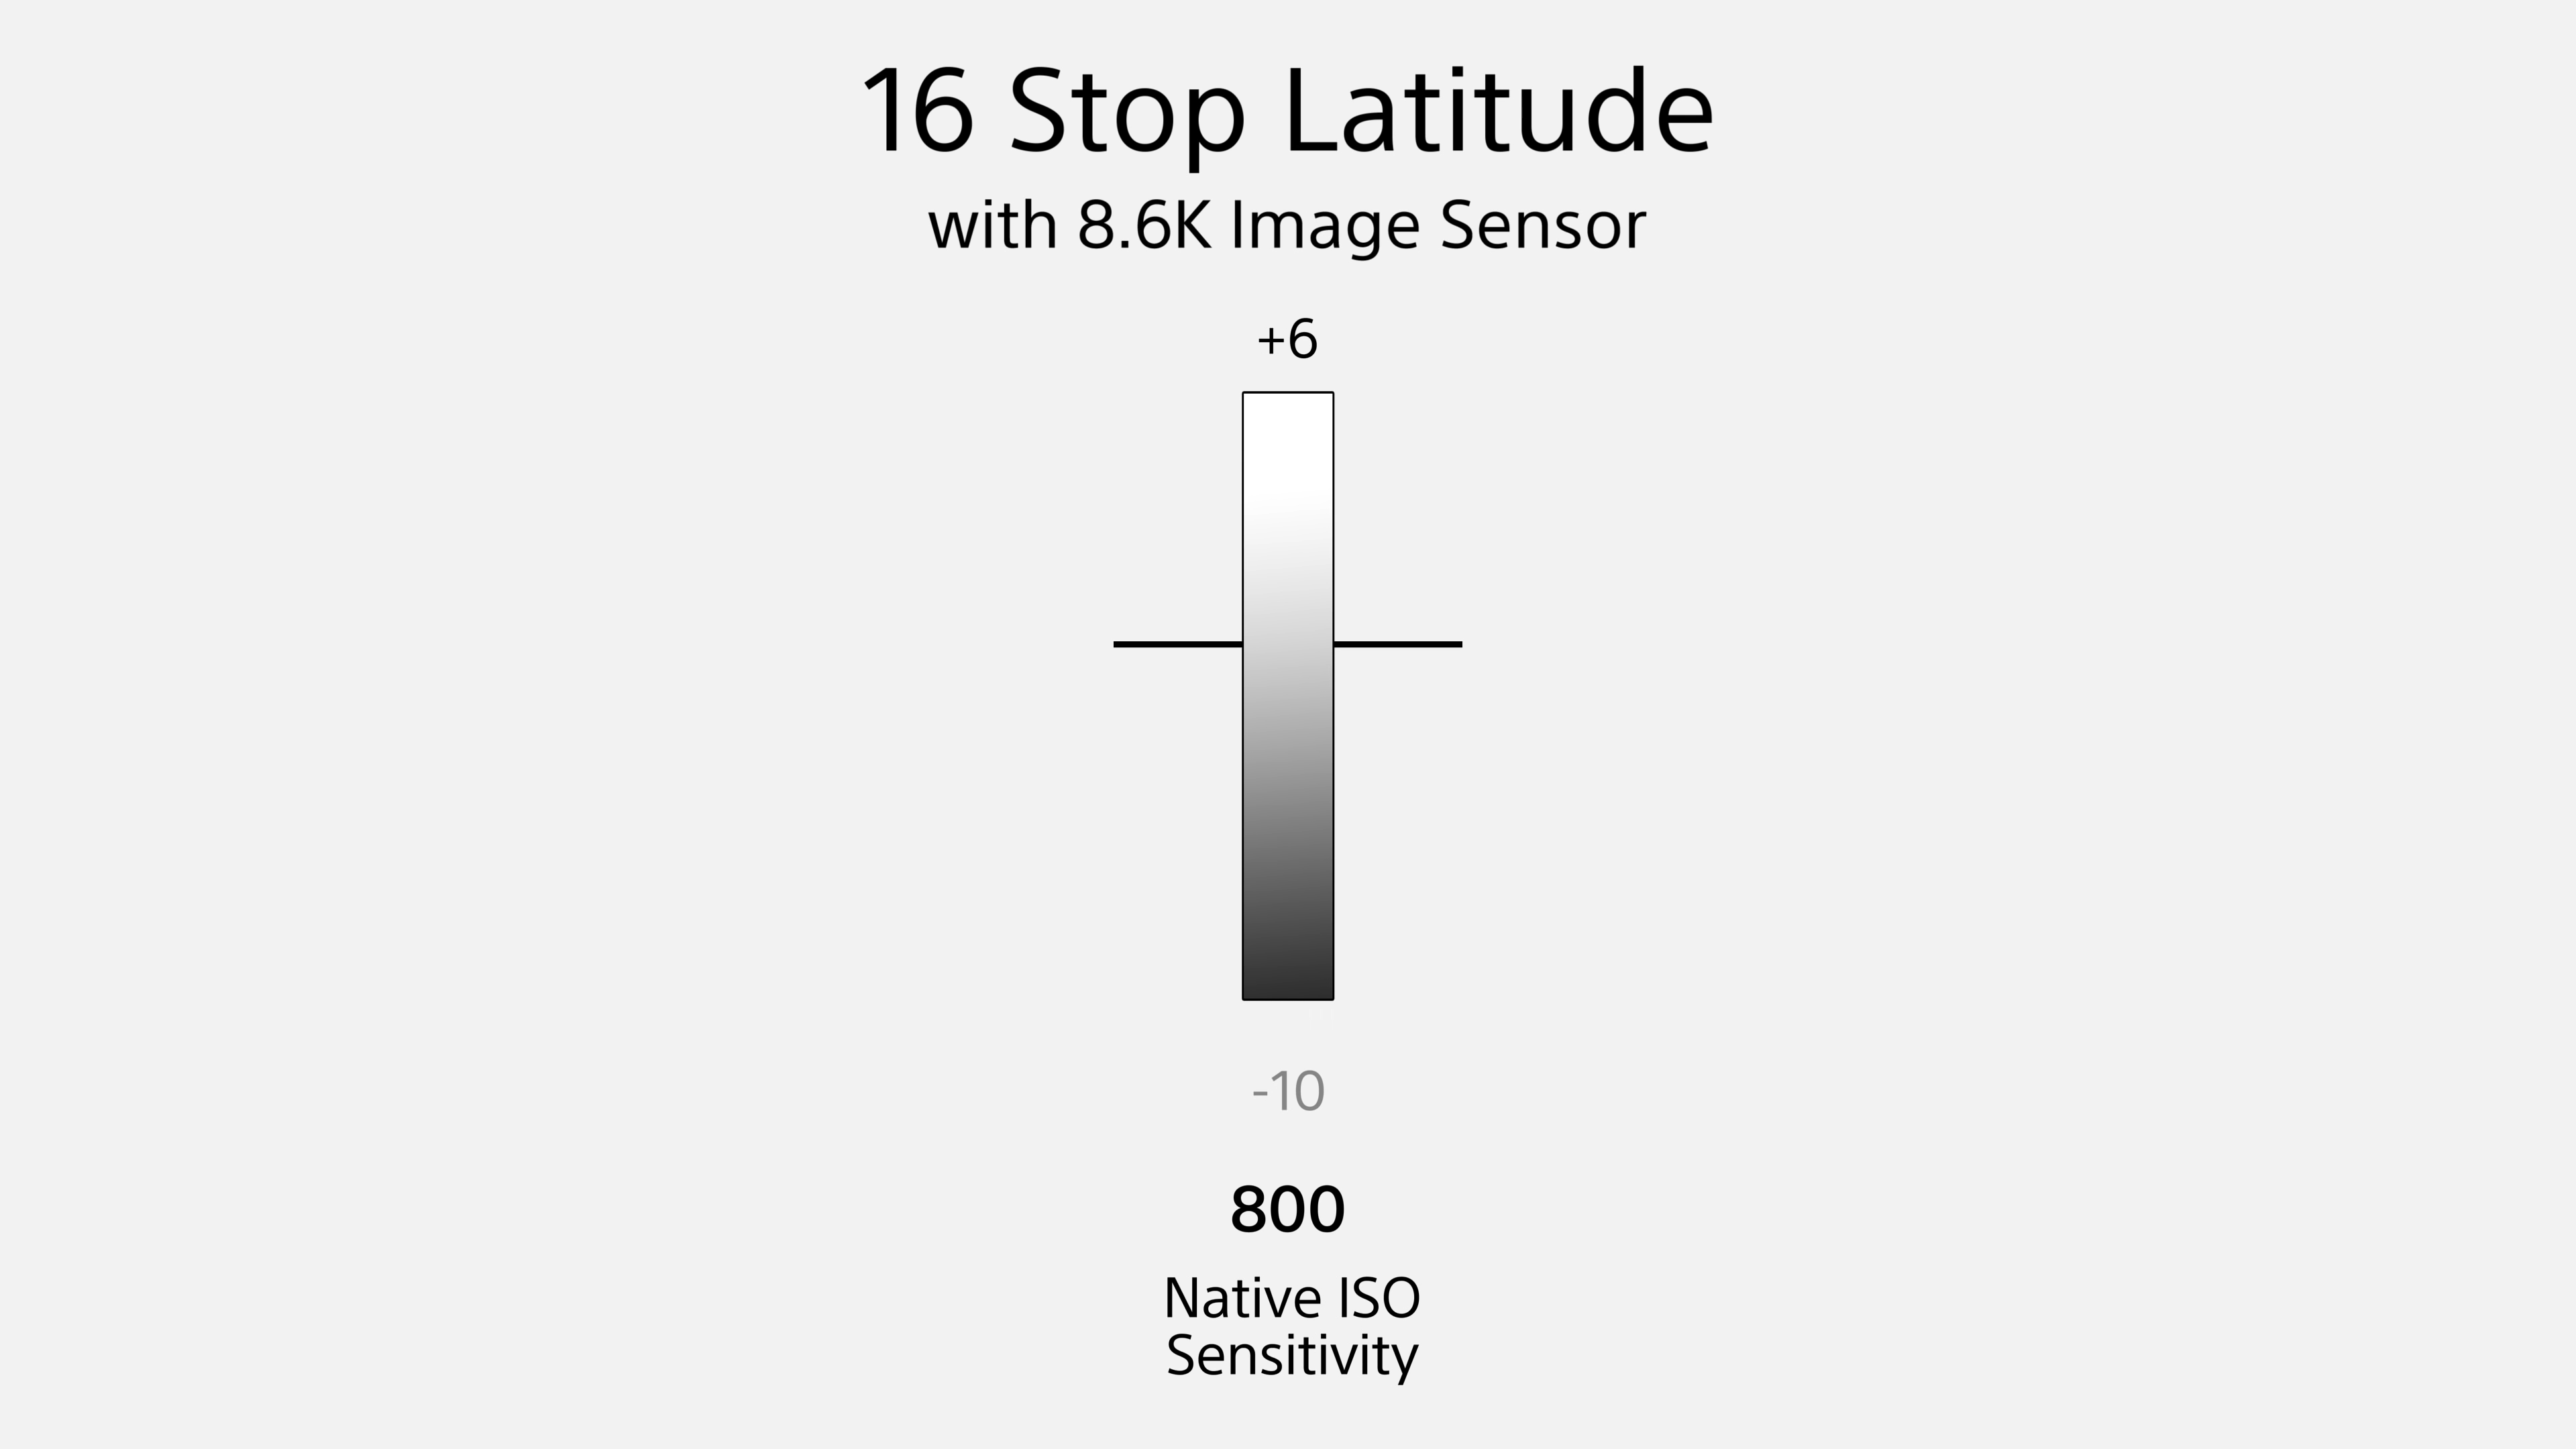 16 Stop Latitude
with 8.6K Image Sensor
+6
-10
800
Native ISO
Sensitivity